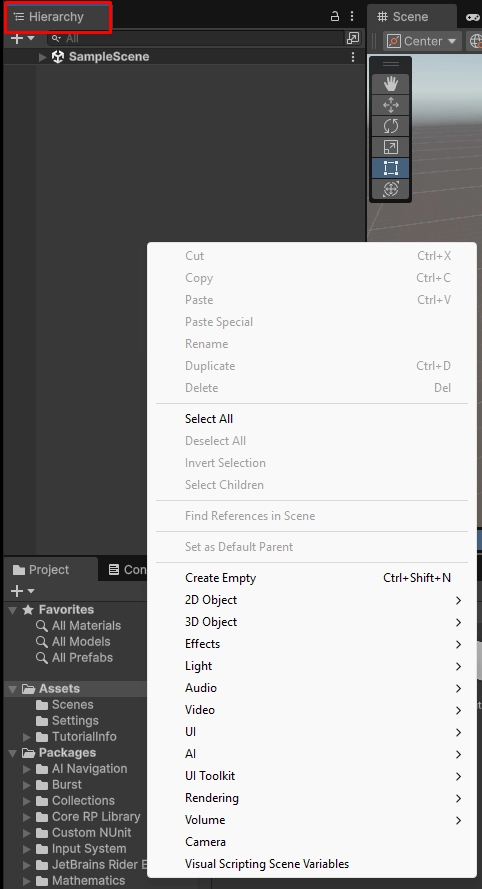 Hierarchy
All
SampleScene
Scene
Center
Cut Ctrl+X
Copy Ctrl+C
Paste Ctrl+V
Paste Special
Rename
Duplicate Ctrl+D
Delete Del
Select All
Deselect All
Invert Selection
Select Children
Find References in Scene
Set as Default Parent
Create Empty Ctrl+Shift+N
2D Object
3D Object
Effects
Light
Audio
Video
UI
AI
UI Toolkit
Rendering
Volume
Camera
Visual Scripting Scene Variables
Project
Con
Favorites
All Materials
All Models
All Prefabs
Assets
Scenes
Settings
TutorialInfo
Packages
AI Navigation
Burst
Collections
Core RP Library
Custom NUnit
Input System
JetBrains Rider E
Mathematics